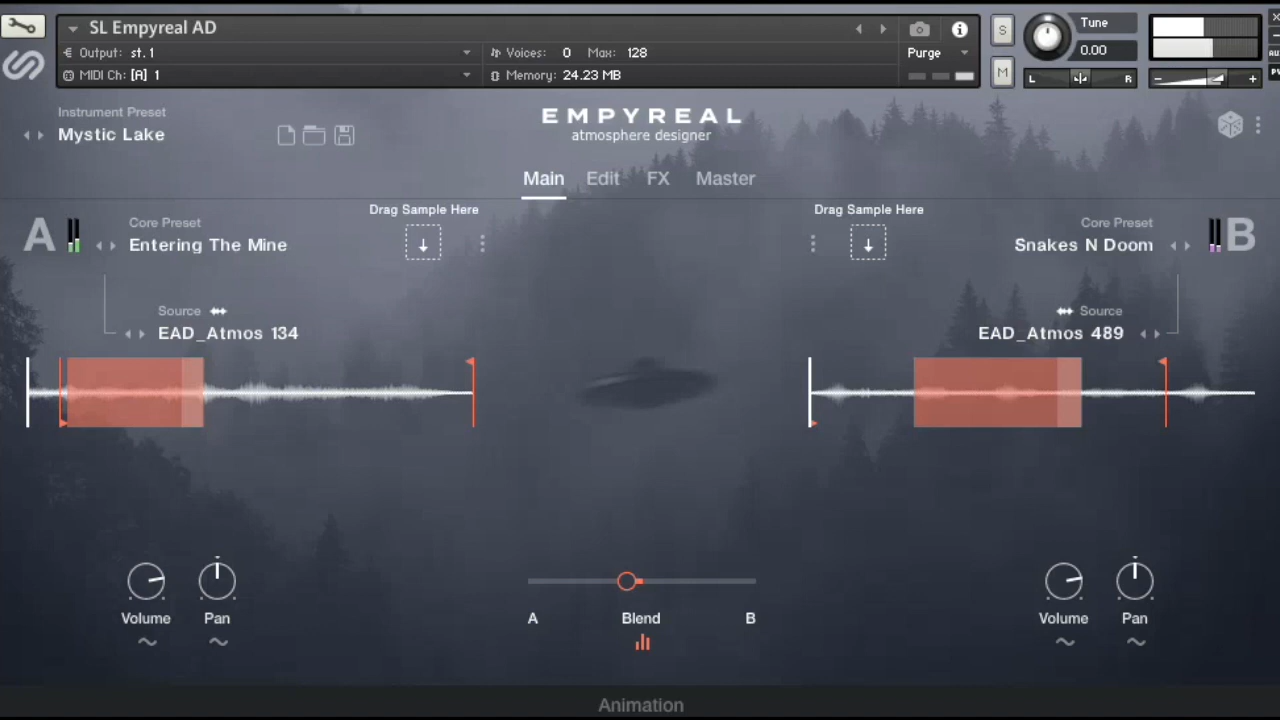 SL Empyreal AD
Output: st.1
Voices: 0 Max: 128
Purge
MIDI Ch: [A] 1
Memory: 24.23 MB
S
M
Tune
0.00
L R
- +
Instrument Preset
Mystic Lake
EMPYREAL
atmosphere designer
Main Edit FX Master
A
Core Preset
Entering The Mine
Drag Sample Here
Drag Sample Here
Core Preset
Snakes N Doom
B
Source
EAD_Atmos 134
Source
EAD_Atmos 489
Volume Pan
A Blend B
Volume Pan
Animation